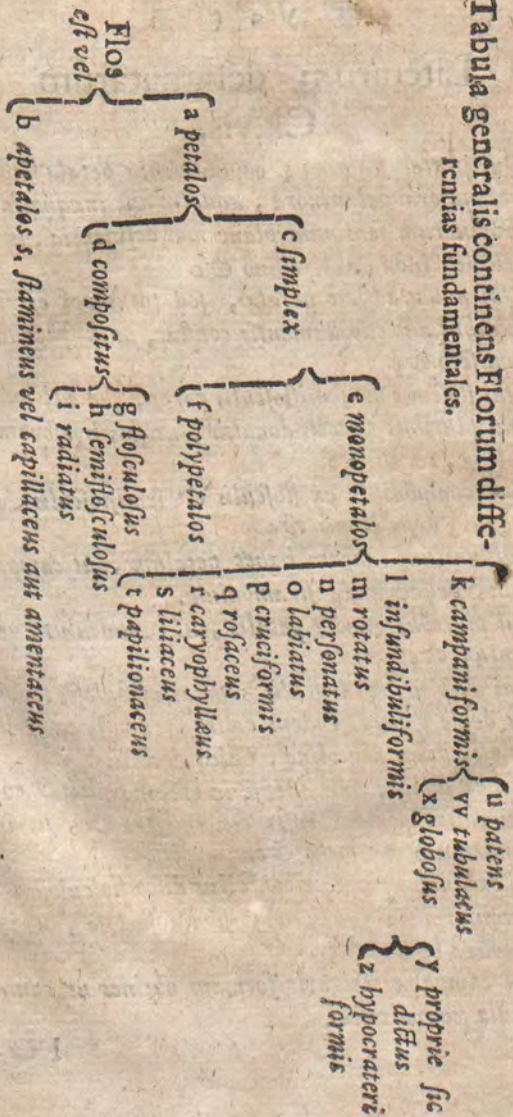 Tabula generalis continens Florum diffe-
rentias fundamentales.
Flos
eſt vel
a petalos
b apetalos s. ſtamineus vel capillaceus aut amentaceus
c ſimplex
d compoſitus
e monopetalos
f polypetalos
g floſculoſus
h ſemifloſculoſus
i radiatus
k campaniformis
l infundibuliformis
m rotatus
n perſonatus
o labiatus
p cruciformis
q roſaceus
r caryophyllæus
s liliaceus
t papilionaceus
u patens
vv tubulatus
x globoſus
y proprie ſic
dictus
z hypocrateri
formis